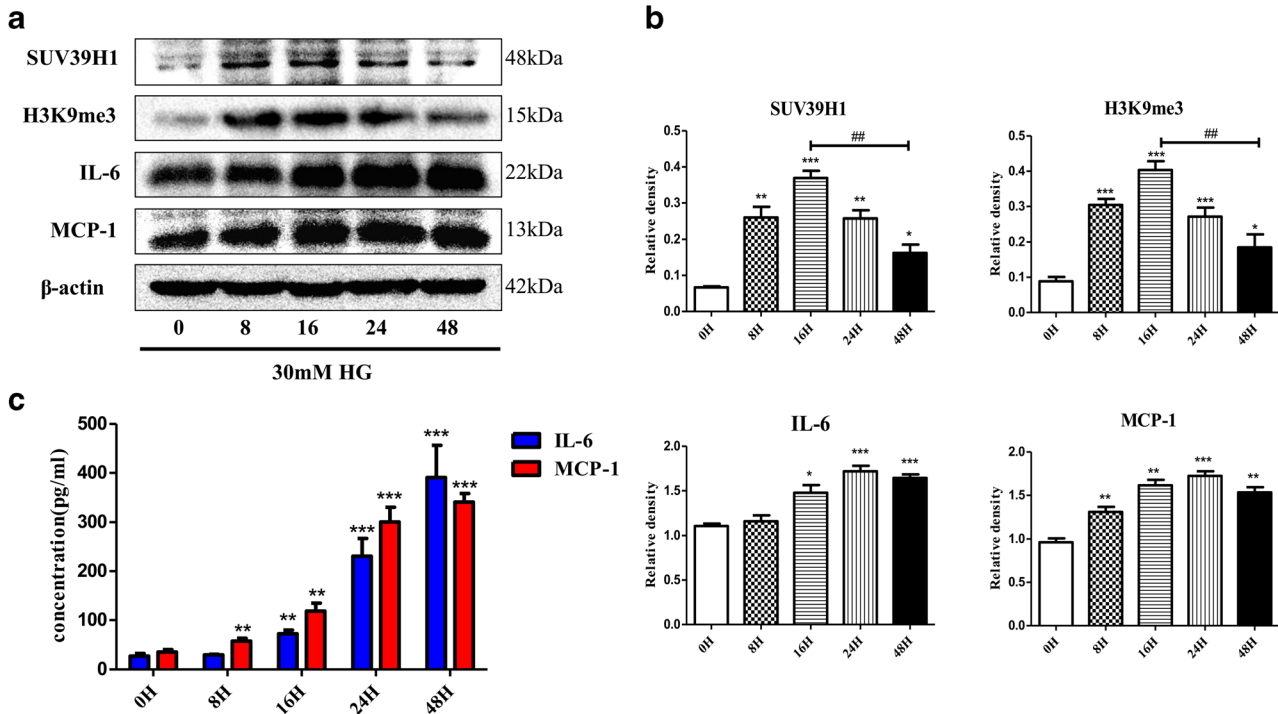 a
SUV39H1 48kDa
H3K9me3 15kDa
IL-6 22kDa
MCP-1 13kDa
β-actin 42kDa
0 8 16 24 48
30mM HG
b
SUV39H1
Relative density
0.5
0.4
0.3
0.2
0.1
0.0
** *** ** *
##
0H 8H 16H 24H 48H
H3K9me3
Relative density
0.5
0.4
0.3
0.2
0.1
0.0
*** *** *** *
##
0H 8H 16H 24H 48H
IL-6
Relative density
2.0
1.5
1.0
0.5
0.0
* *** ***
0H 8H 16H 24H 48H
MCP-1
Relative density
2.0
1.5
1.0
0.5
0.0
** ** *** **
0H 8H 16H 24H 48H
c
concentration(pg/ml)
500
400
300
200
100
0
** ** ** *** *** *** ***
0H 8H 16H 24H 48H
IL-6
MCP-1